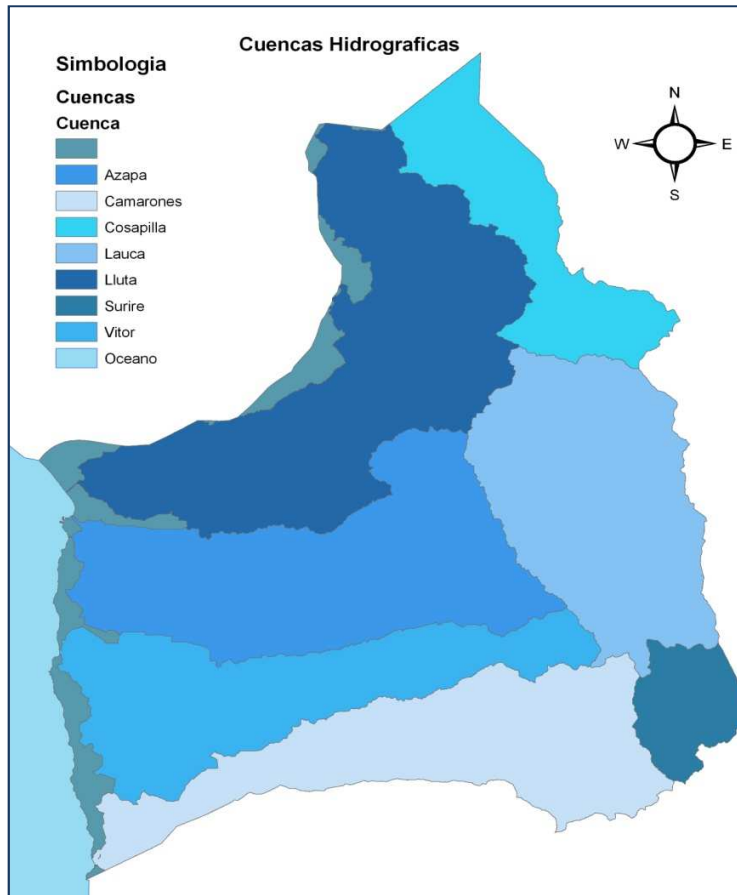 Cuencas Hidrograficas
Simbologia
Cuencas
Cuenca
Azapa
Camarones
Cosapilla
Lauca
Lluta
Surire
Vitor
Oceano
N
W E
S